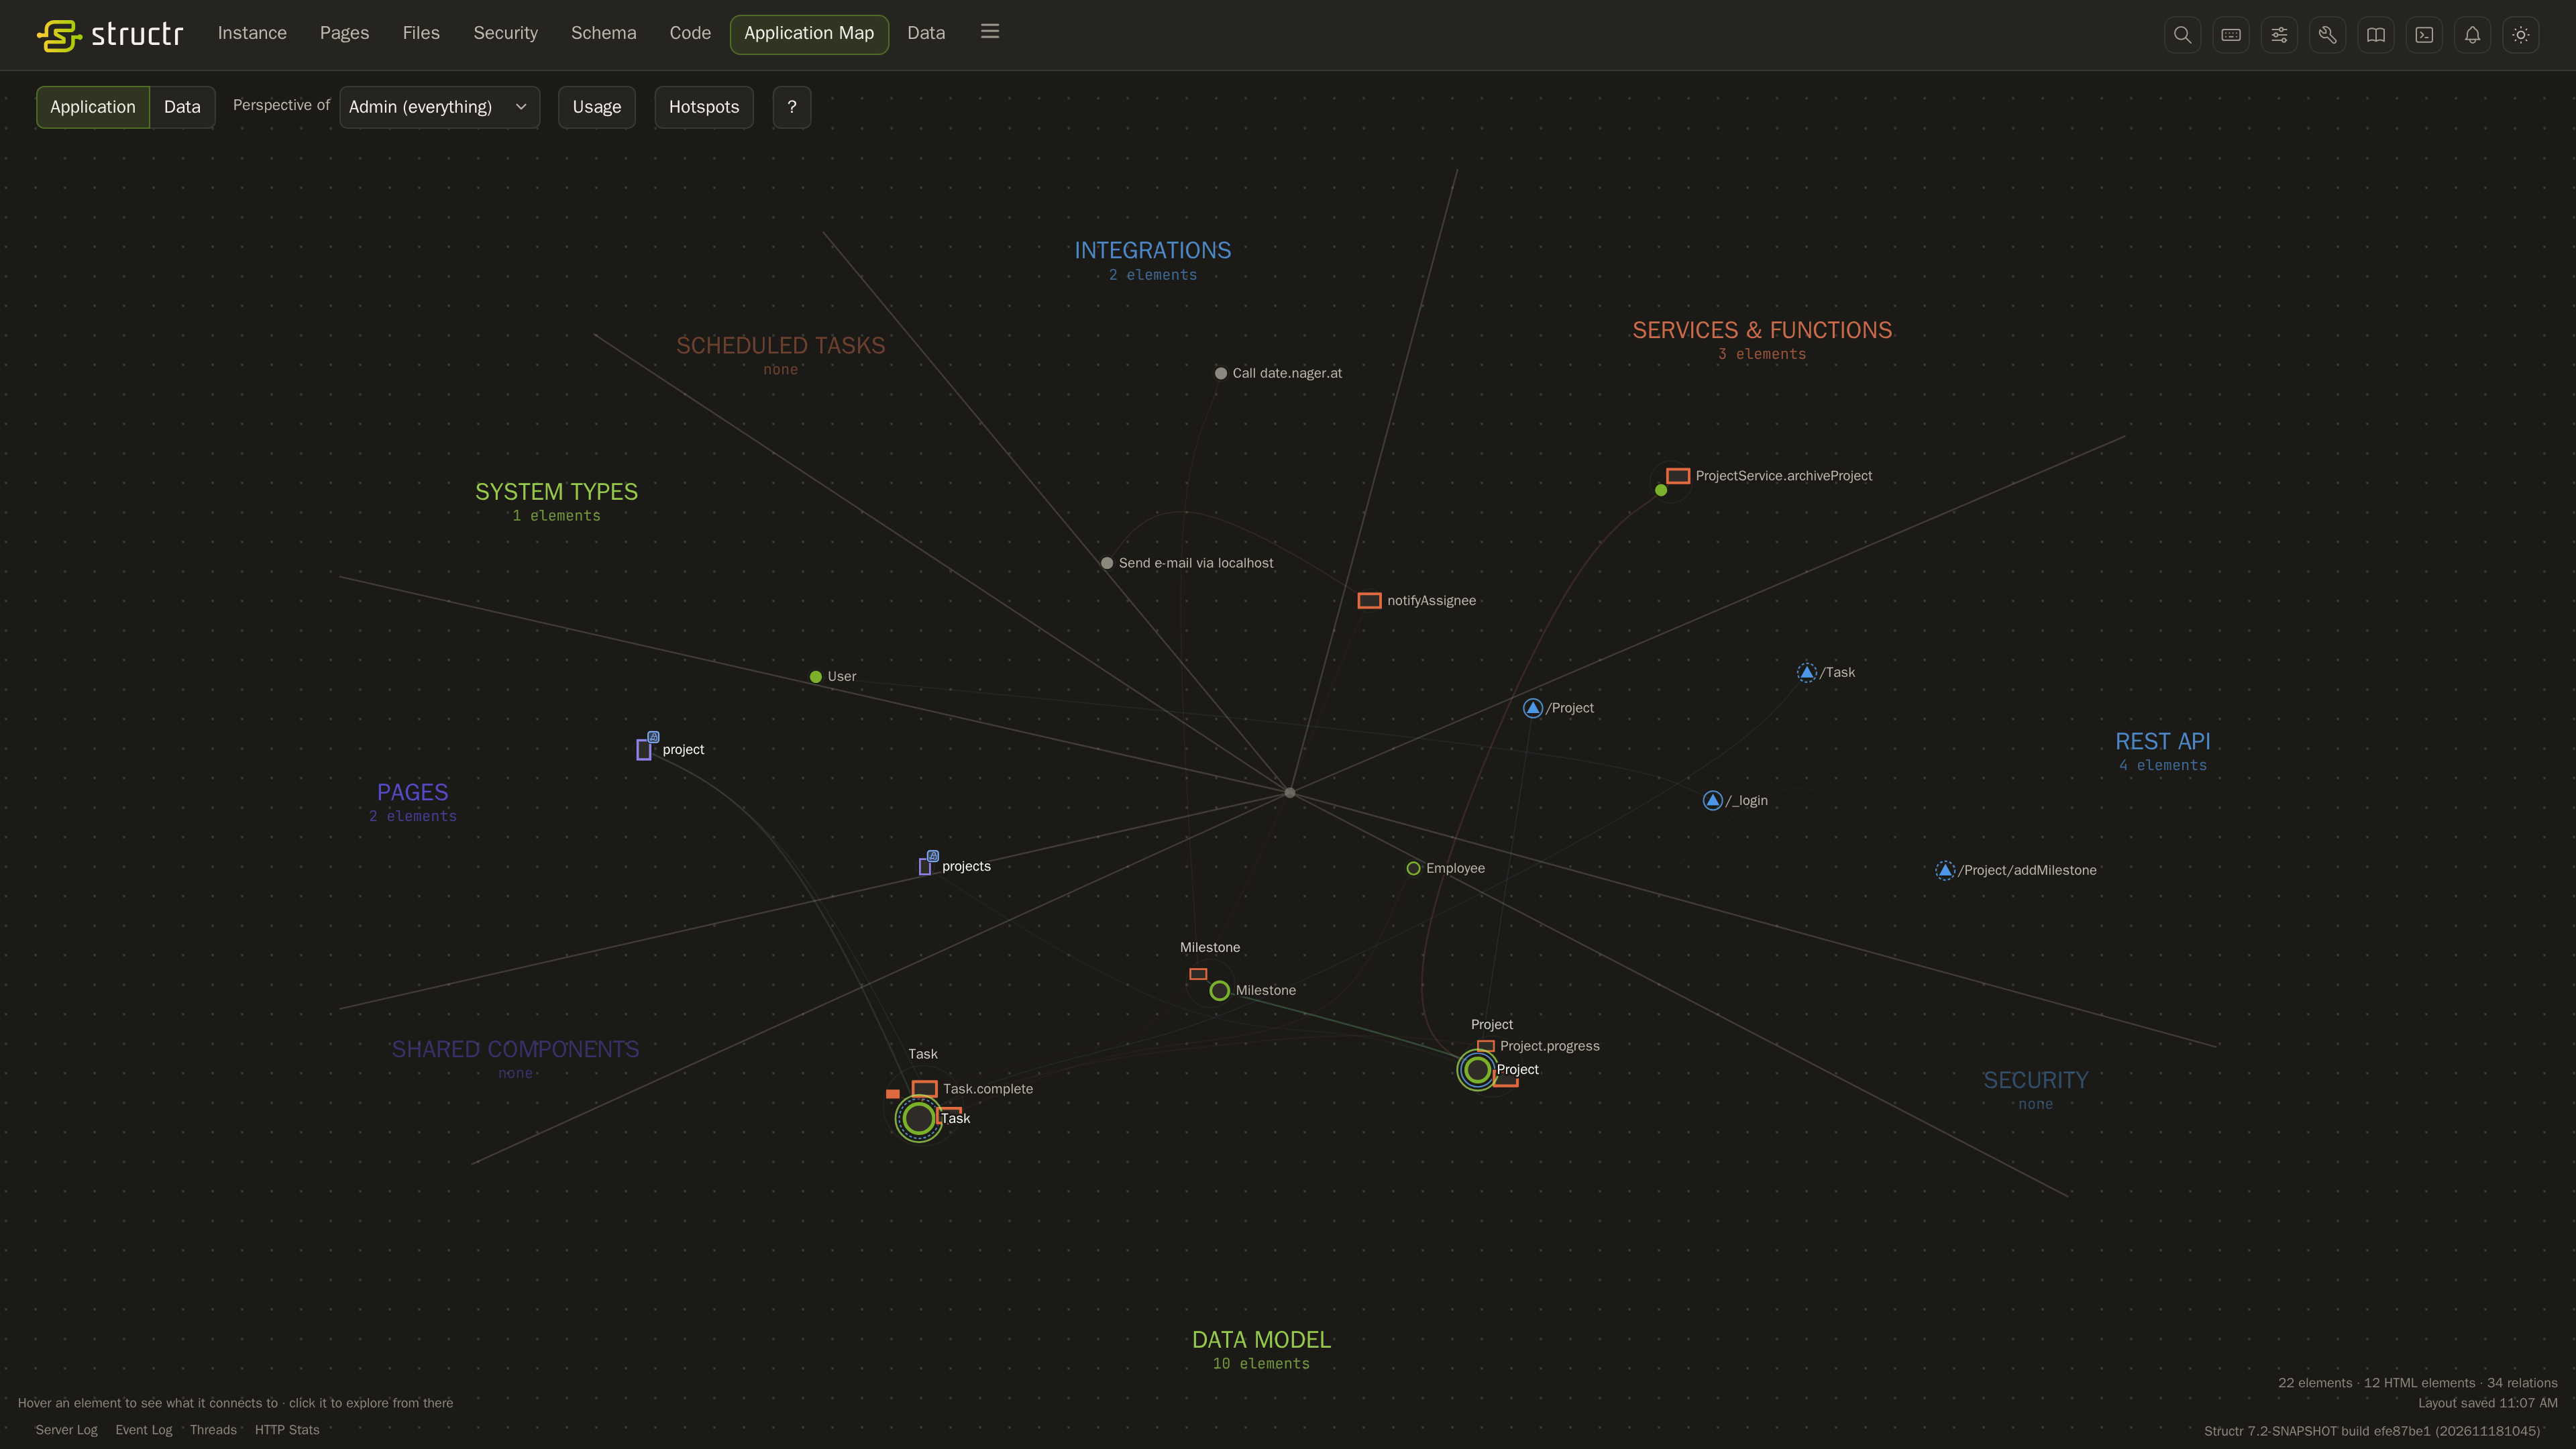 structr
Instance Pages Files Security Schema Code Application Map Data
Application Data Perspective of Admin (everything) Usage Hotspots ?
INTEGRATIONS
2 elements
SERVICES & FUNCTIONS
3 elements
SCHEDULED TASKS
none
Call date.nager.at
ProjectService.archiveProject
SYSTEM TYPES
1 elements
Send e-mail via localhost
notifyAssignee
User
/Task
/Project
project
REST API
4 elements
PAGES
2 elements
/_login
projects
Employee
/Project/addMilestone
Milestone
Milestone
Project
Project.progress
Project
SHARED COMPONENTS
none
Task
Task.complete
Task
SECURITY
none
DATA MODEL
10 elements
22 elements · 12 HTML elements · 34 relations
Hover an element to see what it connects to · click it to explore from there
Layout saved 11:07 AM
Server Log Event Log Threads HTTP Stats
Structr 7.2-SNAPSHOT build efe87be1 (202611181045)